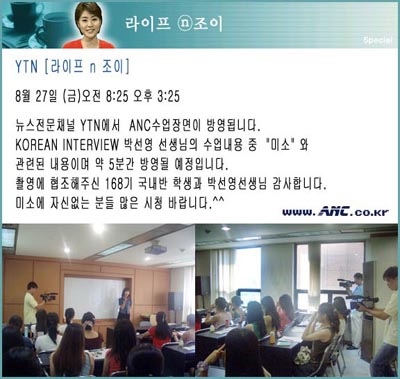 라이프 ⓝ조이
Special
YTN [라이프 n 조이]
8월 27일 (금)오전 8:25 오후 3:25
뉴스전문채널 YTN에서 ANC수업장면이 방영됩니다.
KOREAN INTERVIEW 박선영 선생님의 수업내용 중 "미소"와
관련된 내용이며 약 5분간 방영될 예정입니다.
촬영에 협조해주신 168기 국내반 학생과 박선영선생님 감사합니다.
미소에 자신없는 분들 많은 시청 바랍니다.^^
www.ANC.co.kr